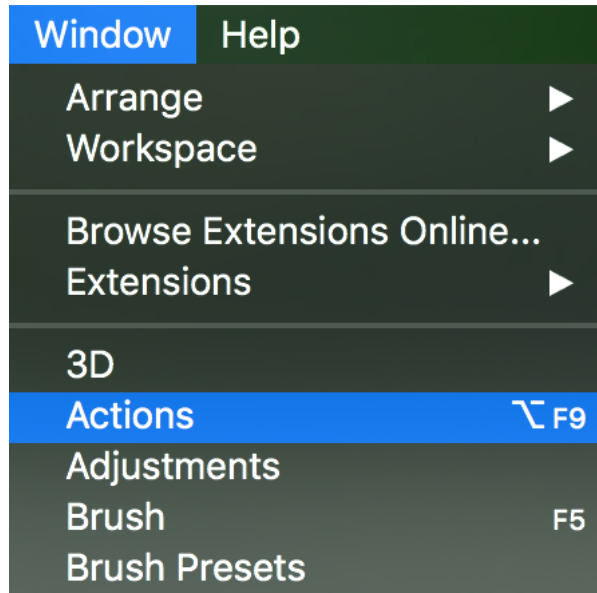 Window Help
Arrange ▶
Workspace ▶
Browse Extensions Online...
Extensions ▶
3D
Actions ⌥ F9
Adjustments
Brush F5
Brush Presets